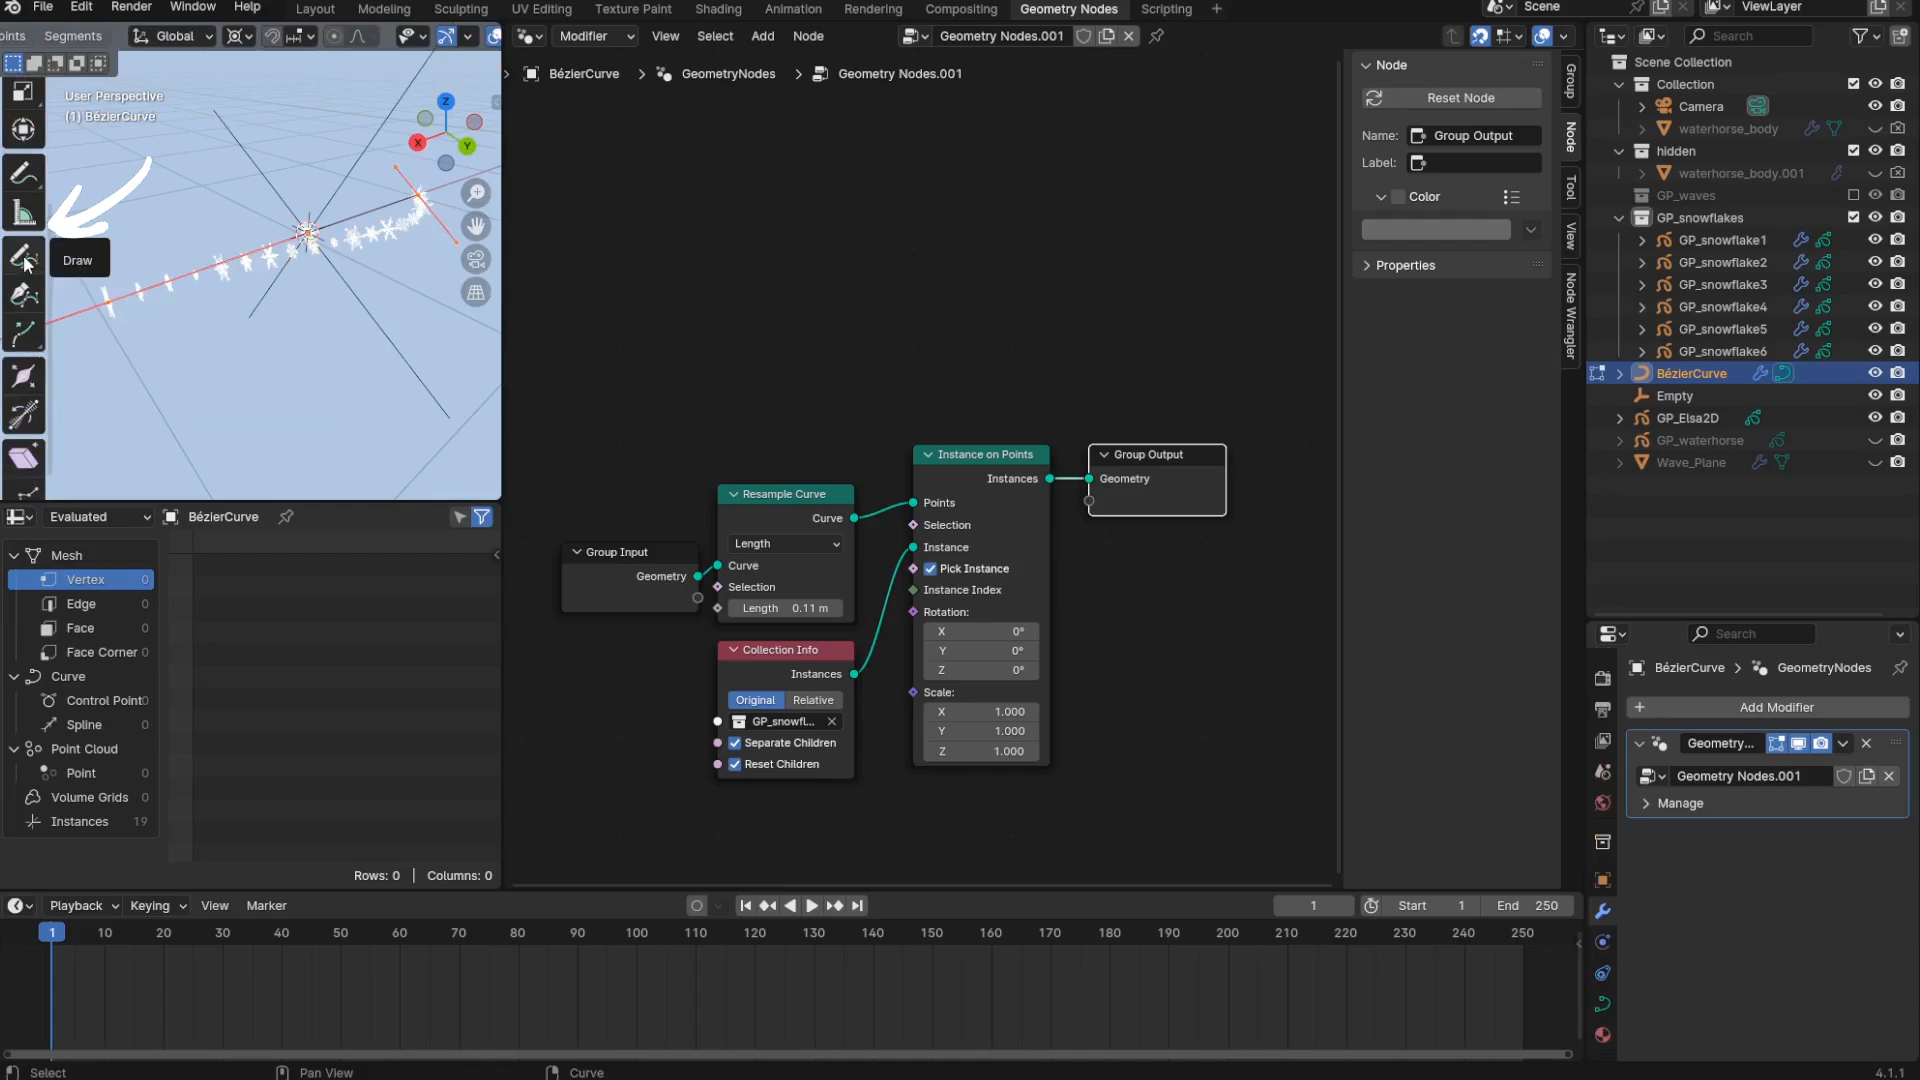 File Edit Render Window Help
Layout Modeling Sculpting UV Editing Texture Paint Shading Animation Rendering Compositing Geometry Nodes Scripting +
Scene
ViewLayer
oints Segments Global
Modifier View Select Add Node
Geometry Nodes.001
Search
User Perspective
(1) BézierCurve
Z
X
Y
Draw
BézierCurve > GeometryNodes > Geometry Nodes.001
Node
Reset Node
Name: Group Output
Label:
Color
Properties
Group
Node
Tool
View
Node Wrangler
Group Input
Geometry
Resample Curve
Curve
Length
Curve
Selection
Length 0.11 m
Collection Info
Instances
Original Relative
GP_snowfl...
Separate Children
Reset Children
Instance on Points
Instances
Points
Selection
Instance
Pick Instance
Instance Index
Rotation:
X 0°
Y 0°
Z 0°
Scale:
X 1.000
Y 1.000
Z 1.000
Group Output
Geometry
Scene Collection
Collection
Camera
waterhorse_body
hidden
waterhorse_body.001
GP_waves
GP_snowflakes
GP_snowflake1
GP_snowflake2
GP_snowflake3
GP_snowflake4
GP_snowflake5
GP_snowflake6
BézierCurve
Empty
GP_Elsa2D
GP_waterhorse
Wave_Plane
Search
BézierCurve > GeometryNodes
+ Add Modifier
Geometry...
Geometry Nodes.001
Manage
Evaluated BézierCurve
Mesh
Vertex 0
Edge 0
Face 0
Face Corner 0
Curve
Control Point 0
Spline 0
Point Cloud
Point 0
Volume Grids 0
Instances 19
Rows: 0 | Columns: 0
Playback Keying View Marker
1
Start 1 End 250
1 10 20 30 40 50 60 70 80 90 100 110 120 130 140 150 160 170 180 190 200 210 220 230 240 250
Select
Pan View
Curve
4.1.1